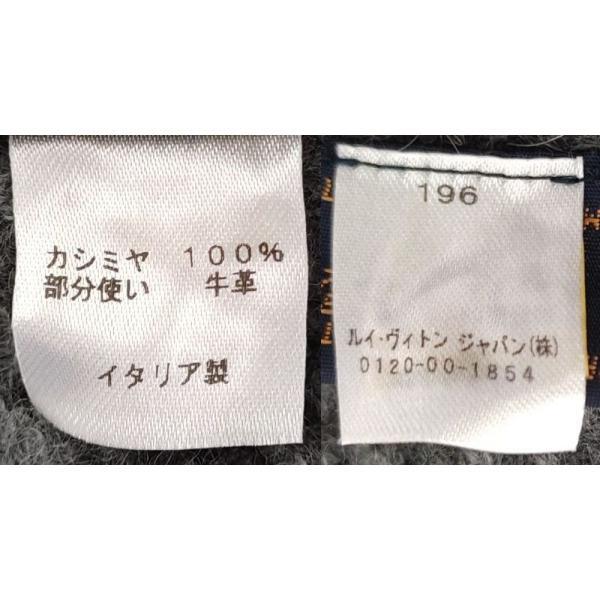 カシミヤ 100%
部分使い 牛革
イタリア製
196
ルイ・ヴィトン ジャパン(株)
0120-00-1854